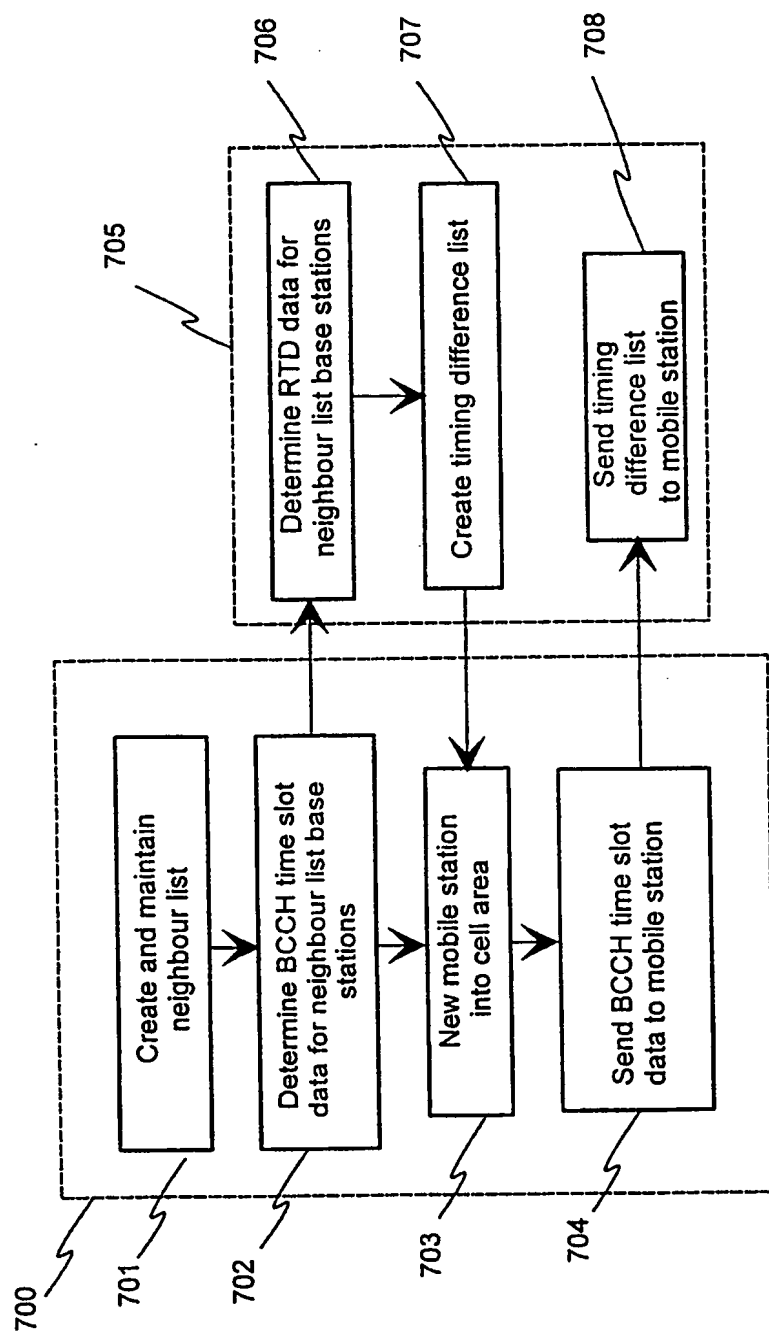 700
701
Create and maintain
neighbour list
702
Determine BCCH time slot
data for neighbour list base
stations
703
New mobile station
into cell area
704
Send BCCH time slot
data to mobile station
705
706
Determine RTD data for
neighbour list base stations
707
Create timing difference list
708
Send timing
difference list
to mobile station